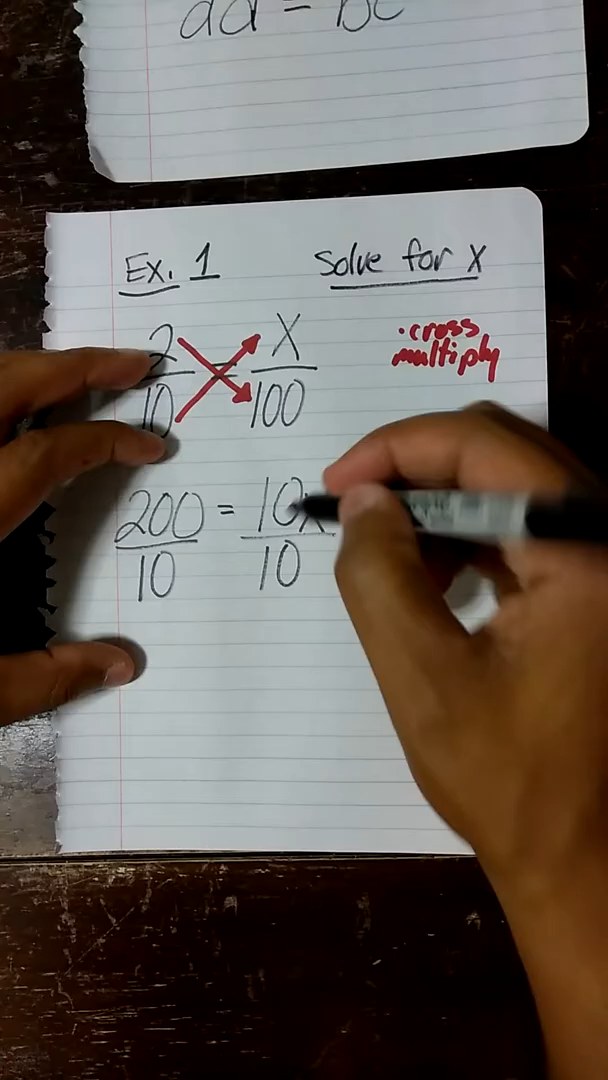 ad = bc
Ex. 1 Solve for x
2/10 = x/100
• cross
multiply
200/10 = 10x/10